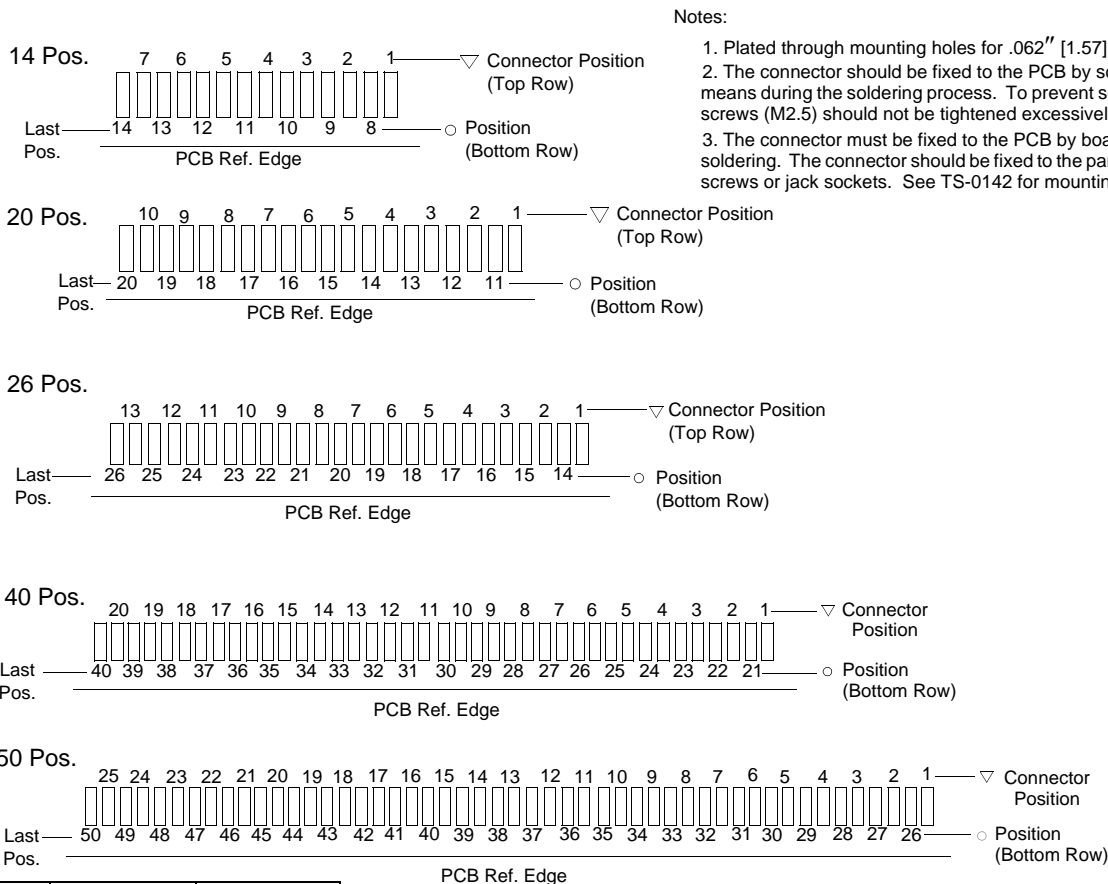 Notes:
1. Plated through mounting holes for .062″ [1.57]
2. The connector should be fixed to the PCB by
means during the soldering process. To prevent
screws (M2.5) should not be tightened
3. The connector must be fixed to the PCB by
soldering. The connector should be fixed to the
screws or jack sockets. See TS-0142 for
14 Pos.
7 6 5 4 3 2 1
▽ Connector Position
(Top Row)
Last
Pos.
14 13 12 11 10 9 8
○ Position
(Bottom Row)
PCB Ref. Edge
20 Pos.
10 9 8 7 6 5 4 3 2 1
▽ Connector Position
(Top Row)
Last
Pos.
20 19 18 17 16 15 14 13 12 11
○ Position
(Bottom Row)
PCB Ref. Edge
26 Pos.
13 12 11 10 9 8 7 6 5 4 3 2 1
▽ Connector Position
(Top Row)
Last
Pos.
26 25 24 23 22 21 20 19 18 17 16 15 14
○ Position
(Bottom Row)
PCB Ref. Edge
40 Pos.
20 19 18 17 16 15 14 13 12 11 10 9 8 7 6 5 4 3 2 1
▽ Connector
Position
Last
Pos.
40 39 38 37 36 35 34 33 32 31 30 29 28 27 26 25 24 23 22 21
○ Position
(Bottom Row)
PCB Ref. Edge
50 Pos.
25 24 23 22 21 20 19 18 17 16 15 14 13 12 11 10 9 8 7 6 5 4 3 2 1
▽ Connector
Position
Last
Pos.
50 49 48 47 46 45 44 43 42 41 40 39 38 37 36 35 34 33 32 31 30 29 28 27 26
○ Position
(Bottom Row)
PCB Ref. Edge